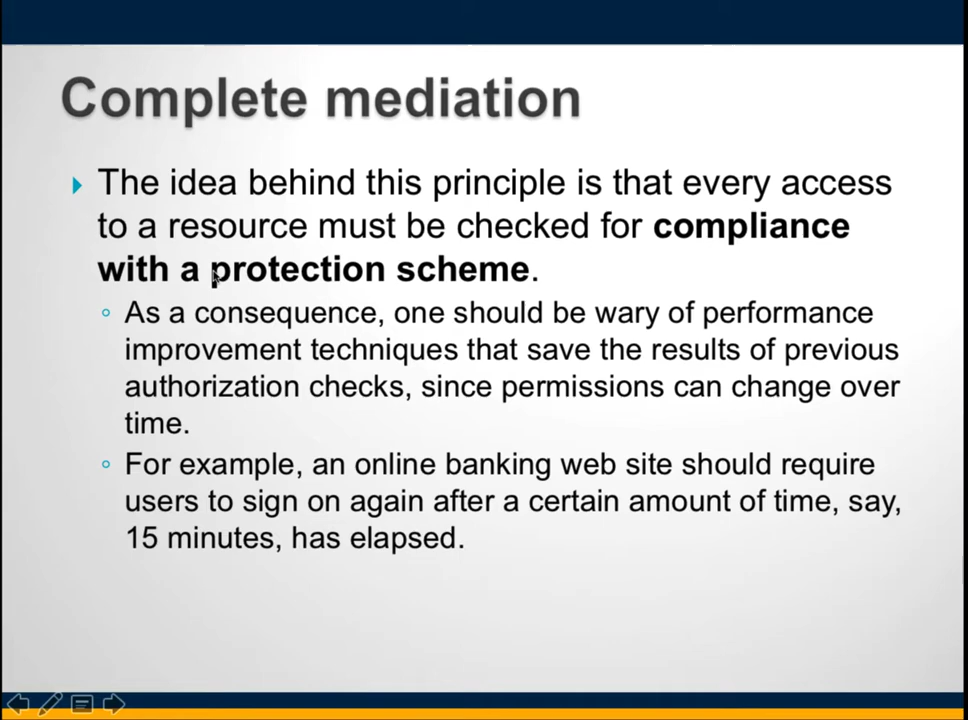 Complete mediation
The idea behind this principle is that every access
to a resource must be checked for compliance
with a protection scheme.
As a consequence, one should be wary of performance
improvement techniques that save the results of previous
authorization checks, since permissions can change over
time.
For example, an online banking web site should require
users to sign on again after a certain amount of time, say,
15 minutes, has elapsed.